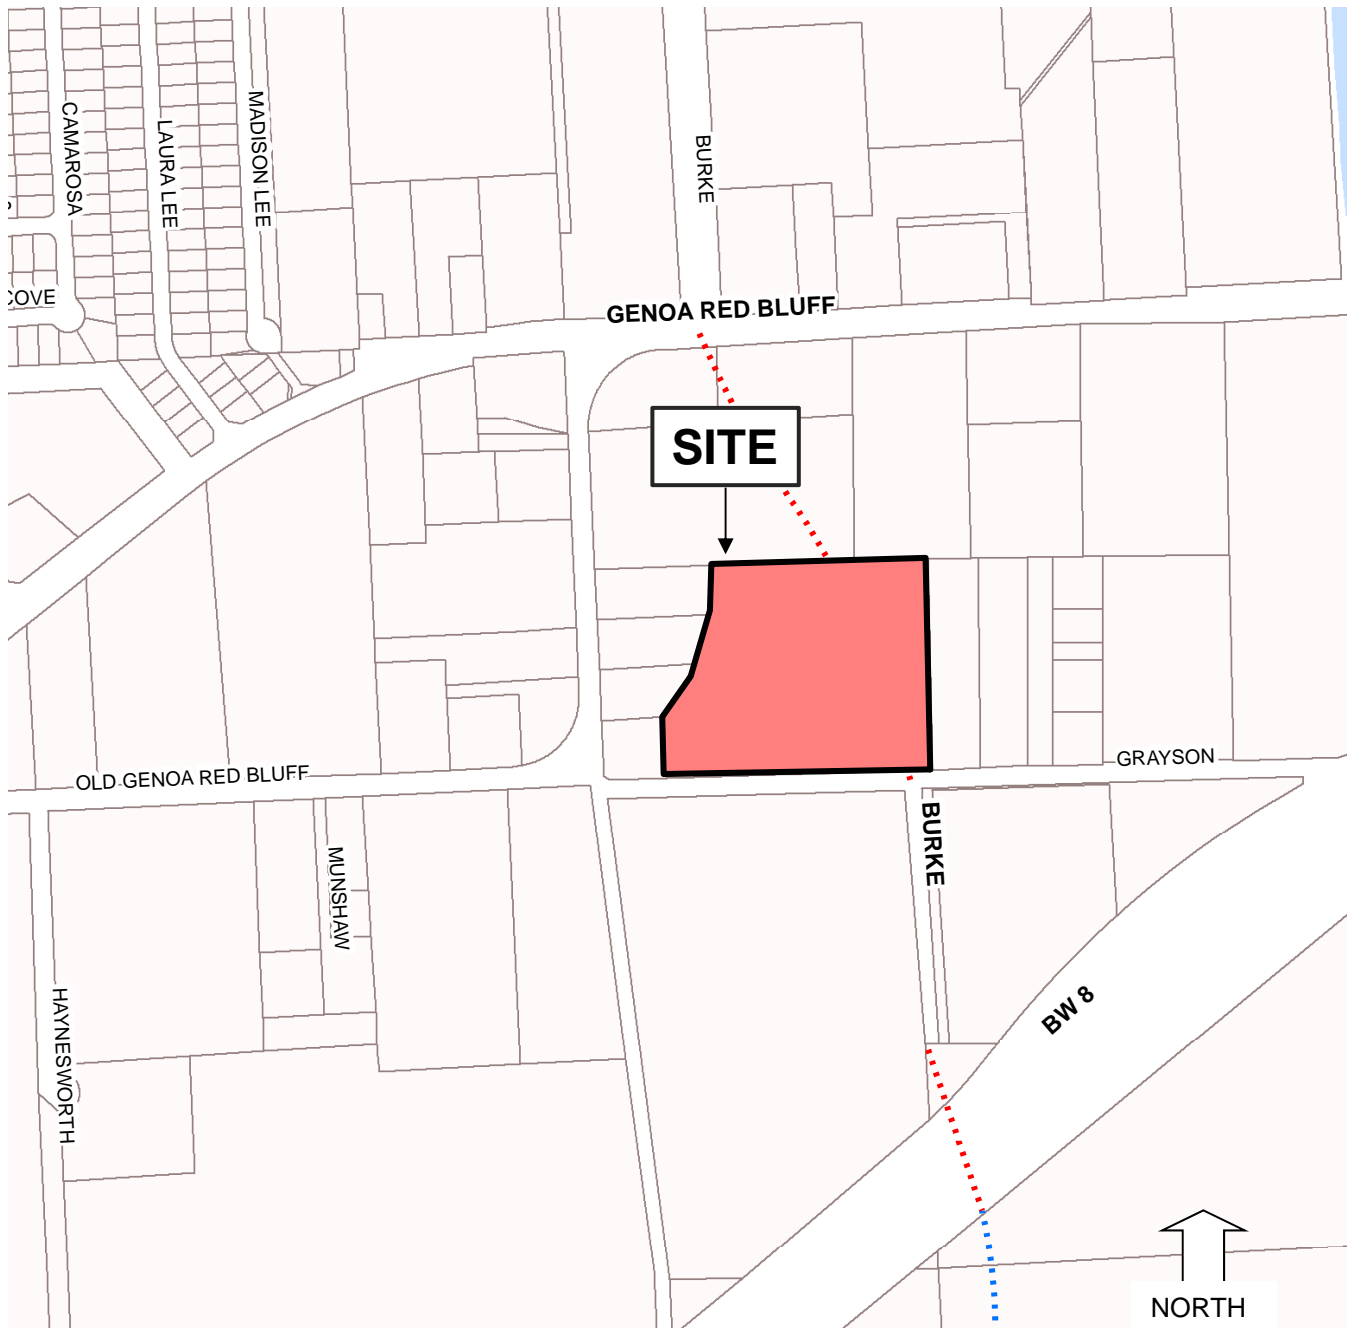 CAMAROSA
LAURA LEE
MADISON LEE
BURKE
COVE
GENOA RED BLUFF
SITE
OLD GENOA RED BLUFF
GRAYSON
BURKE
MUNSHAW
HAYNESWORTH
BW 8
NORTH